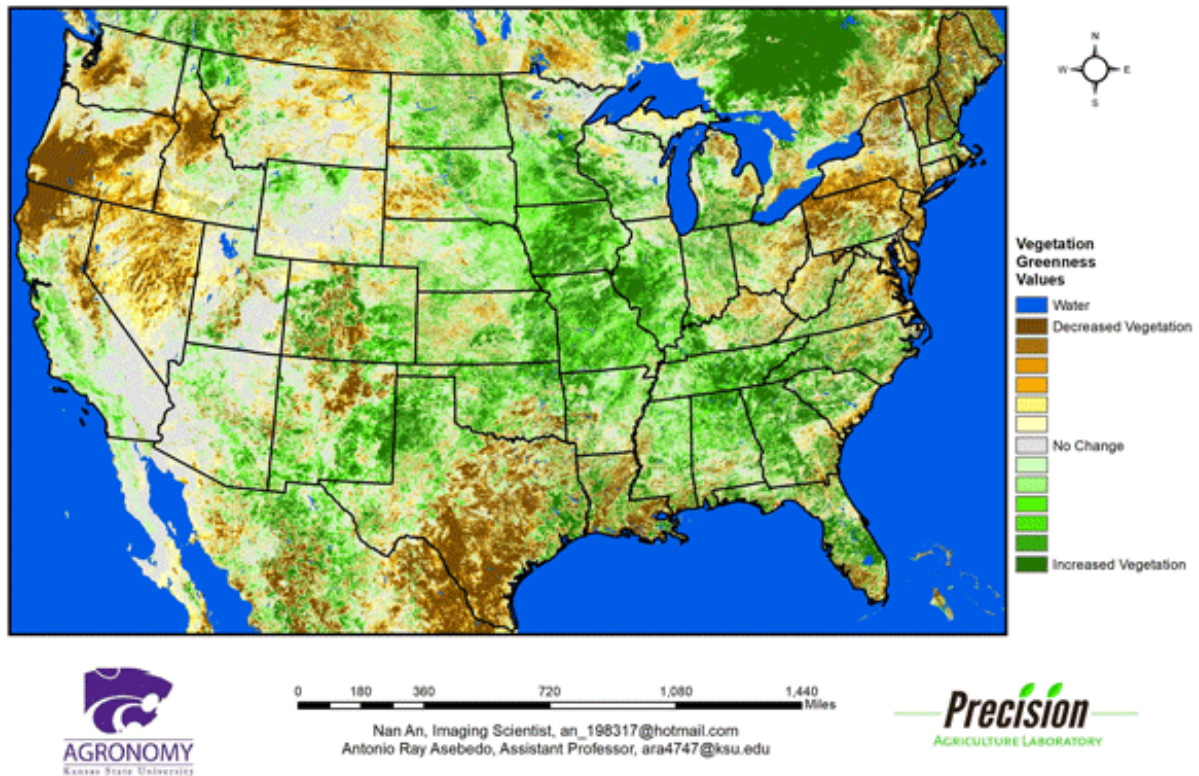 N
W E
S
Vegetation
Greenness
Values
Water
Decreased Vegetation
No Change
Increased Vegetation
0 180 360 720 1,080 1,440
Miles
Nan An, Imaging Scientist, an_198317@hotmail.com
Antonio Ray Asebedo, Assistant Professor, ara4747@ksu.edu
AGRONOMY
Kansas State University
Precision
AGRICULTURE LABORATORY